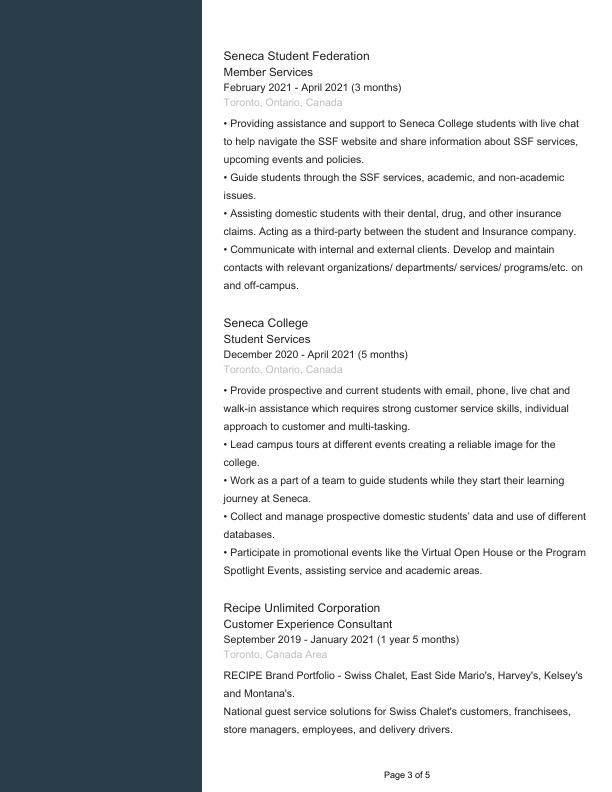 Seneca Student Federation
Member Services
February 2021 - April 2021 (3 months)
Toronto, Ontario, Canada
• Providing assistance and support to Seneca College students with live chat
to help navigate the SSF website and share information about SSF services,
upcoming events and policies.
• Guide students through the SSF services, academic, and non-academic
issues.
• Assisting domestic students with their dental, drug, and other insurance
claims. Acting as a third-party between the student and Insurance company.
• Communicate with internal and external clients. Develop and maintain
contacts with relevant organizations/ departments/ services/ programs/etc. on
and off-campus.
Seneca College
Student Services
December 2020 - April 2021 (5 months)
Toronto, Ontario, Canada
• Provide prospective and current students with email, phone, live chat and
walk-in assistance which requires strong customer service skills, individual
approach to customer and multi-tasking.
• Lead campus tours at different events creating a reliable image for the
college.
• Work as a part of a team to guide students while they start their learning
journey at Seneca.
• Collect and manage prospective domestic students’ data and use of different
databases.
• Participate in promotional events like the Virtual Open House or the Program
Spotlight Events, assisting service and academic areas.
Recipe Unlimited Corporation
Customer Experience Consultant
September 2019 - January 2021 (1 year 5 months)
Toronto, Canada Area
RECIPE Brand Portfolio - Swiss Chalet, East Side Mario's, Harvey's, Kelsey's
and Montana's.
National guest service solutions for Swiss Chalet's customers, franchisees,
store managers, employees, and delivery drivers.
Page 3 of 5